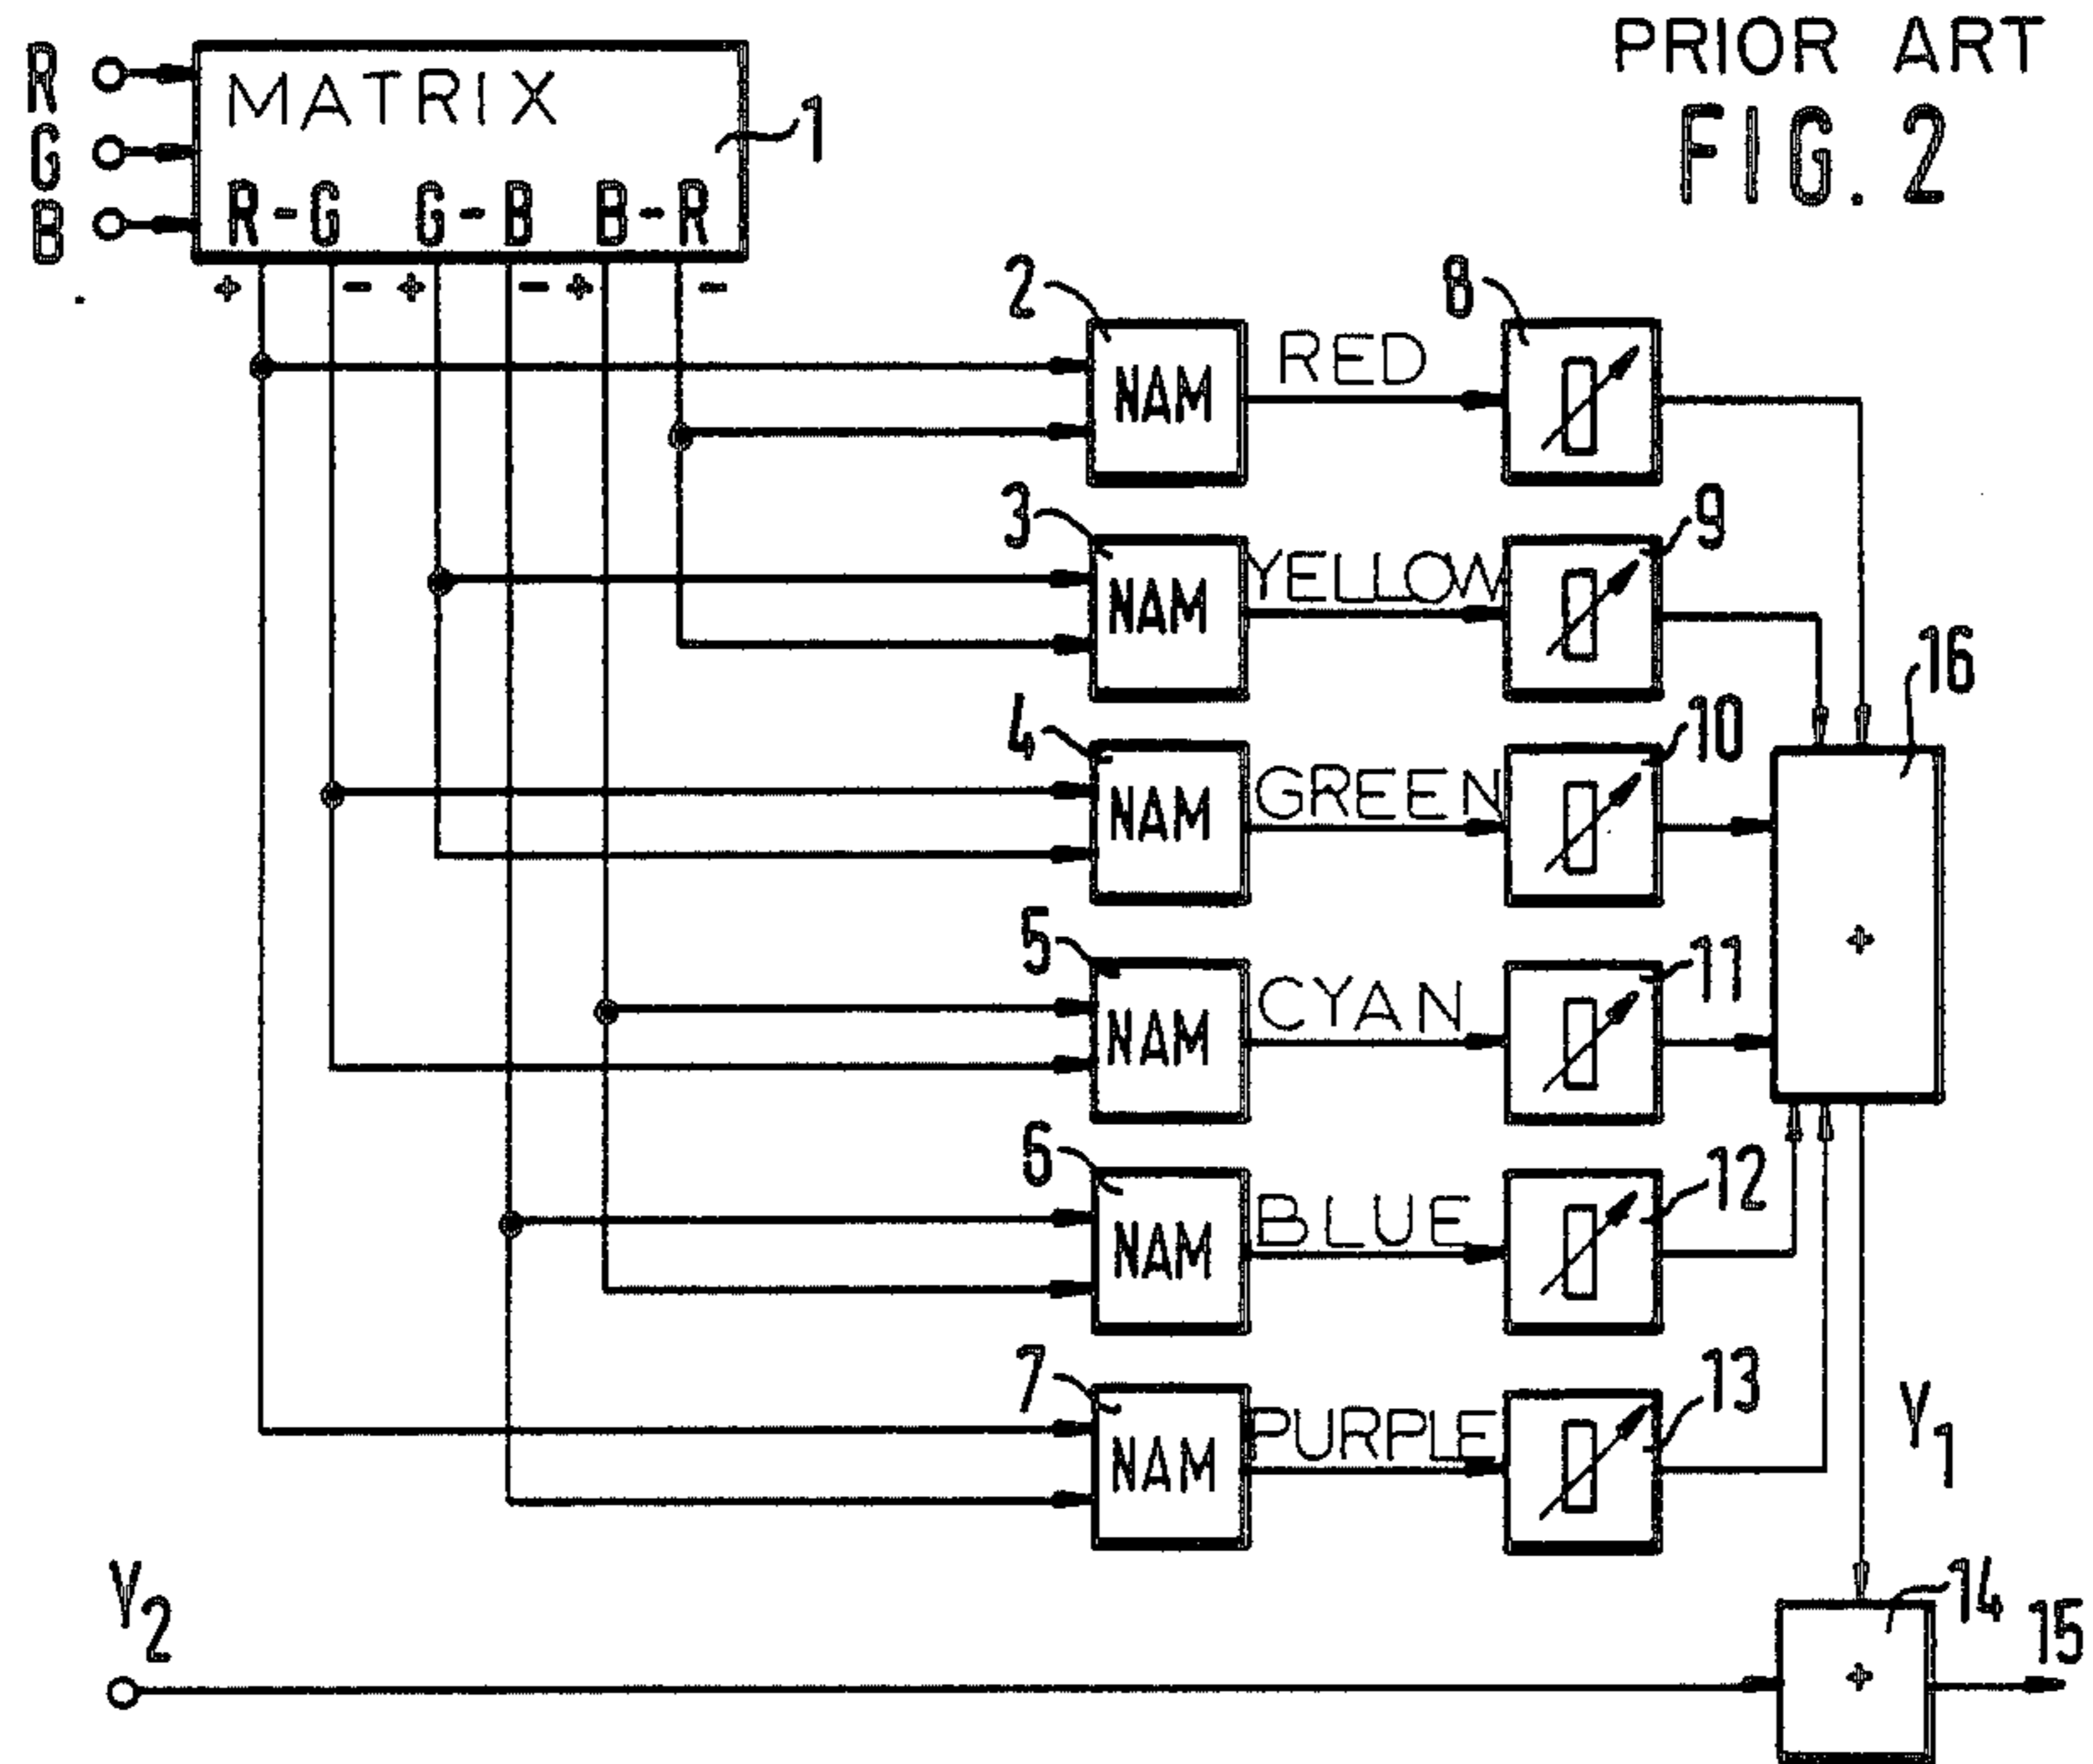 PRIOR ART
FIG. 2
R
G
B
MATRIX
1
R-G G-B B-R
+ - + - + -
2
NAM
RED
8
3
NAM
YELLOW
9
4
NAM
GREEN
10
16
+
5
NAM
CYAN
11
6
NAM
BLUE
12
7
NAM
PURPLE
13
Y1
Y2
14
+
15